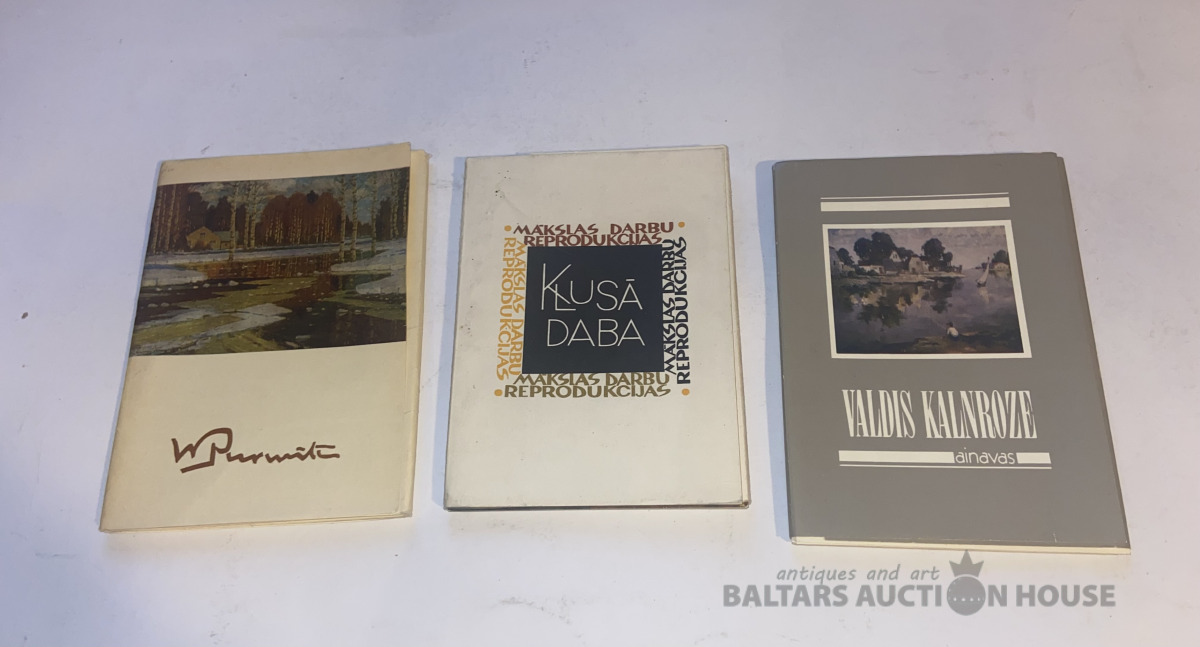 W Purvīts
MĀKSLAS DARBU
REPRODUKCIJAS
MĀKSLAS DARBU
REPRODUKCIJAS
KLUSĀ
DABA
MĀKSLAS DARBU
REPRODUKCIJAS
MĀKSLAS DARBU
REPRODUKCIJAS
VALDIS KALNROZE
ainavas
antiques and art
BALTARS AUCTION HOUSE